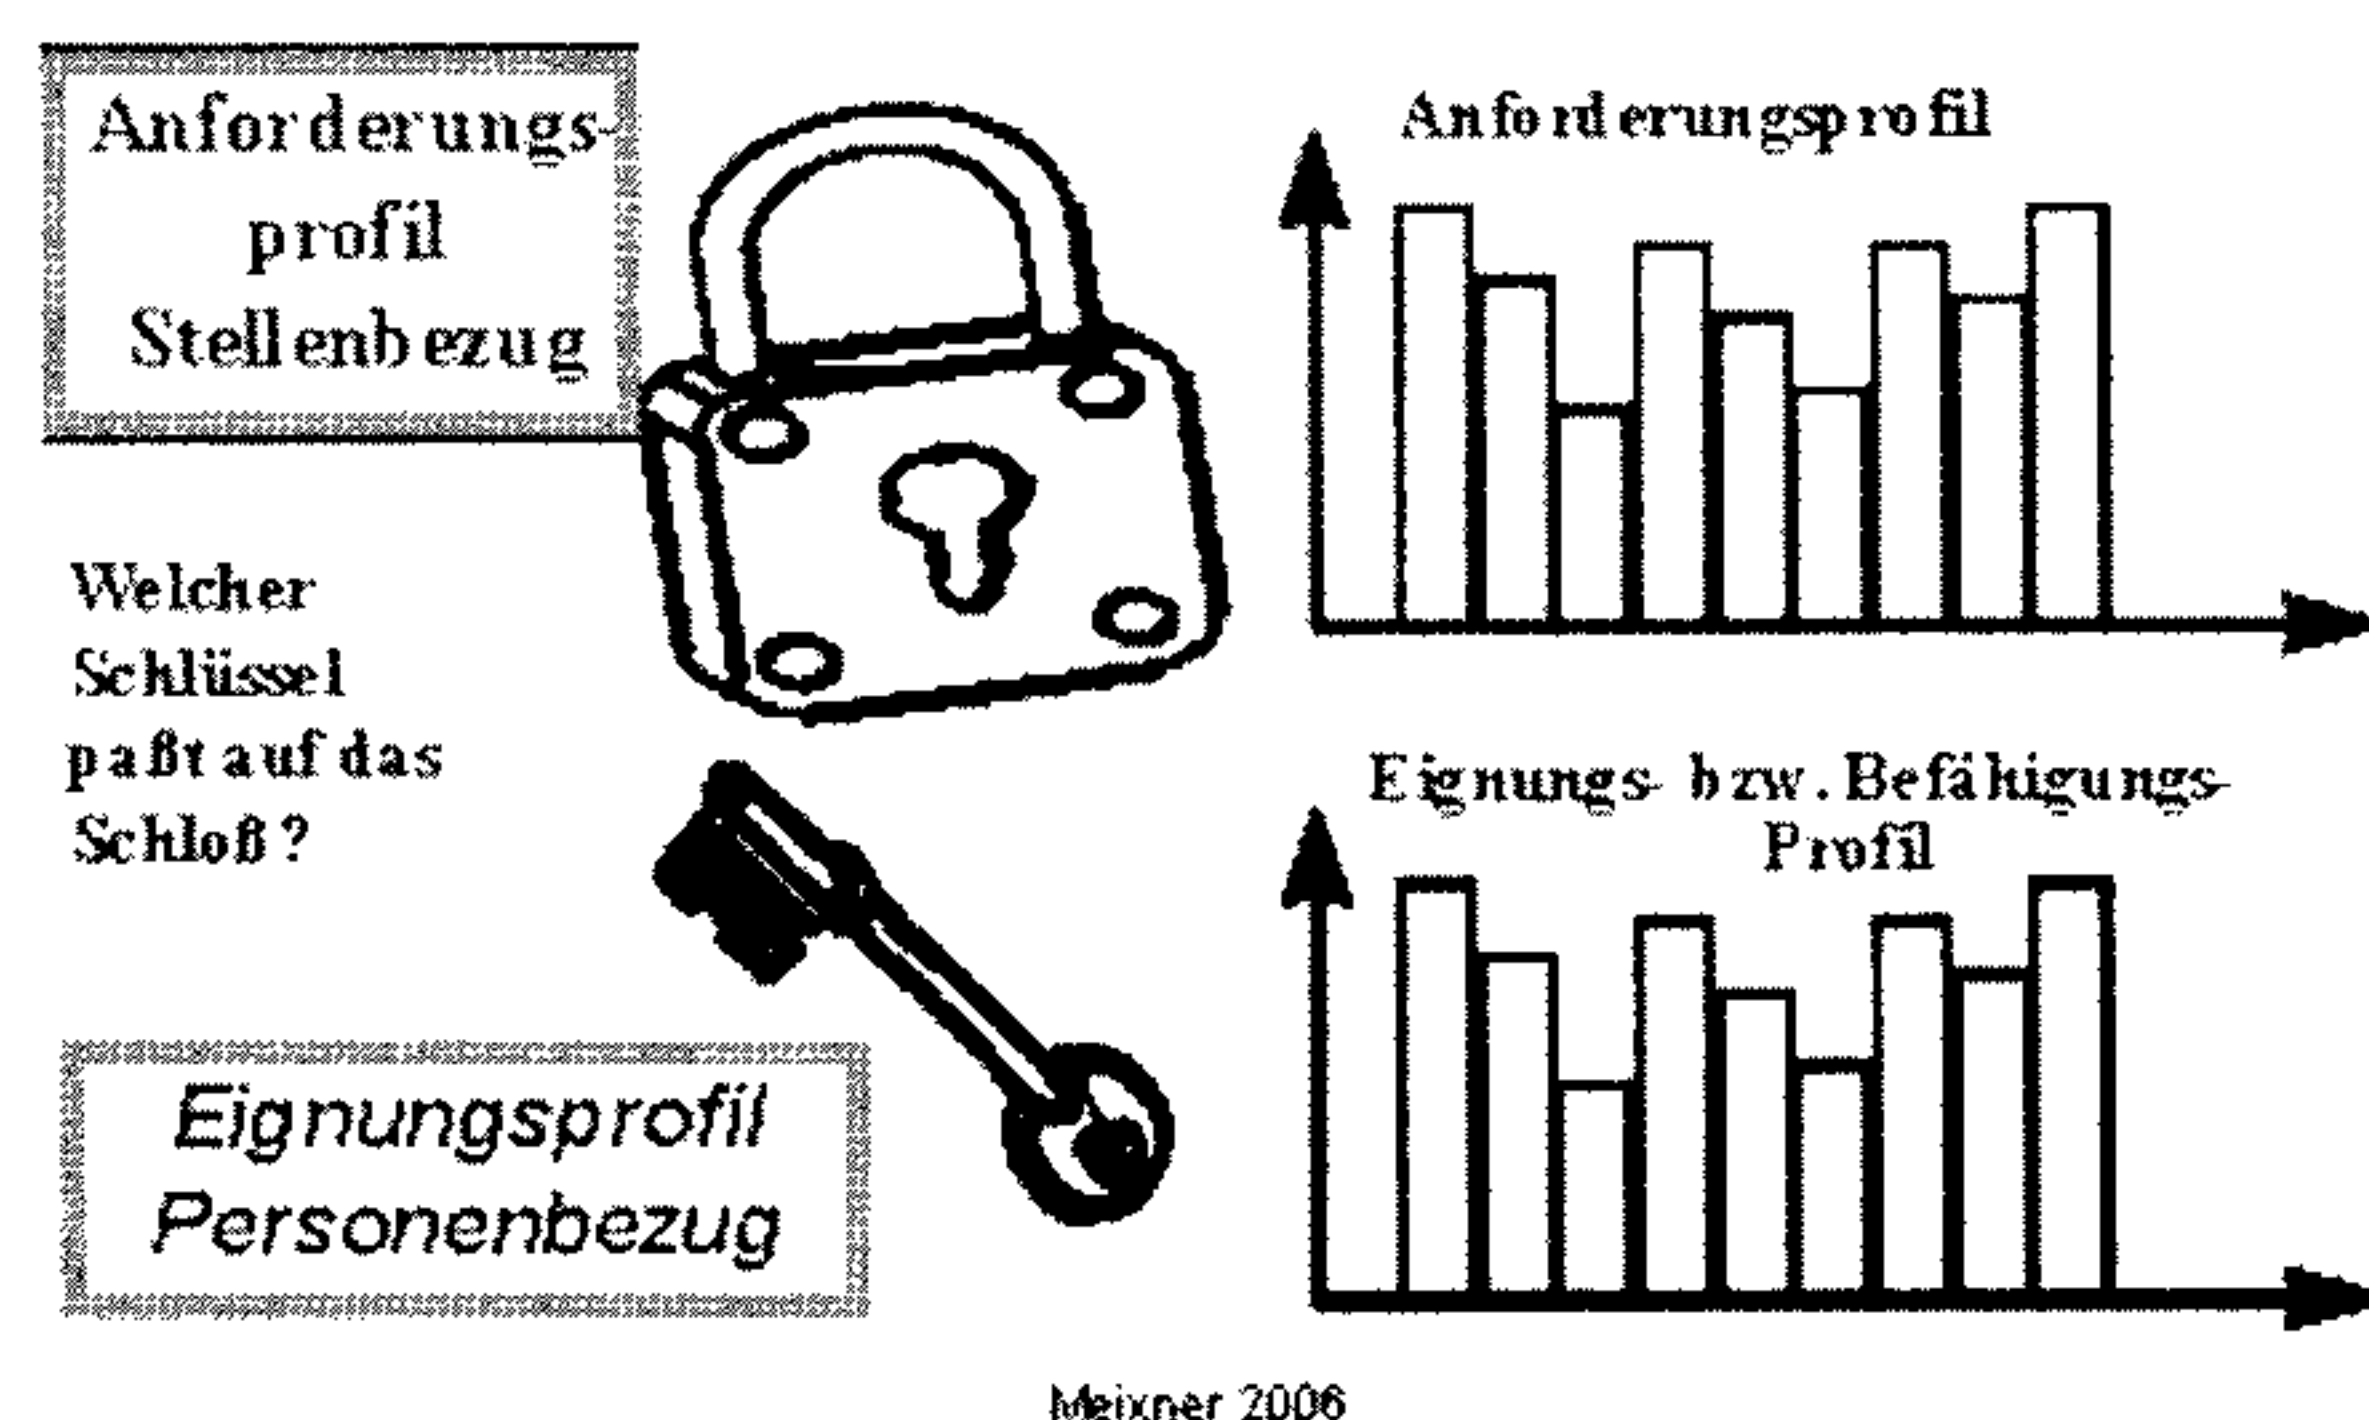 Anforderungs-
profil
Stellenbezug
Welcher
Schlüssel
paßt auf das
Schloß?
Eignungsprofil
Personenbezug
Anforderungsprofil
Eignungs- bzw. Befähigungs-
Profil
Meixner 2006